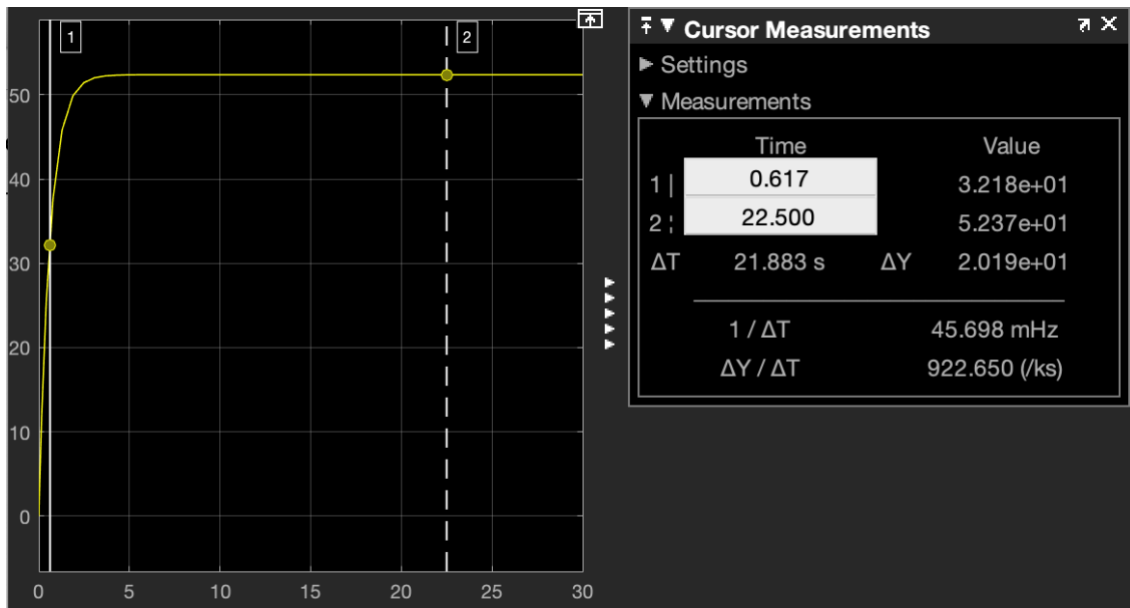 1
2
50
40
30
20
10
0
0 5 10 15 20 25 30
Cursor Measurements
Settings
Measurements
Time Value
1 | 0.617 3.218e+01
2 ¦ 22.500 5.237e+01
ΔT 21.883 s ΔY 2.019e+01
1 / ΔT 45.698 mHz
ΔY / ΔT 922.650 (/ks)